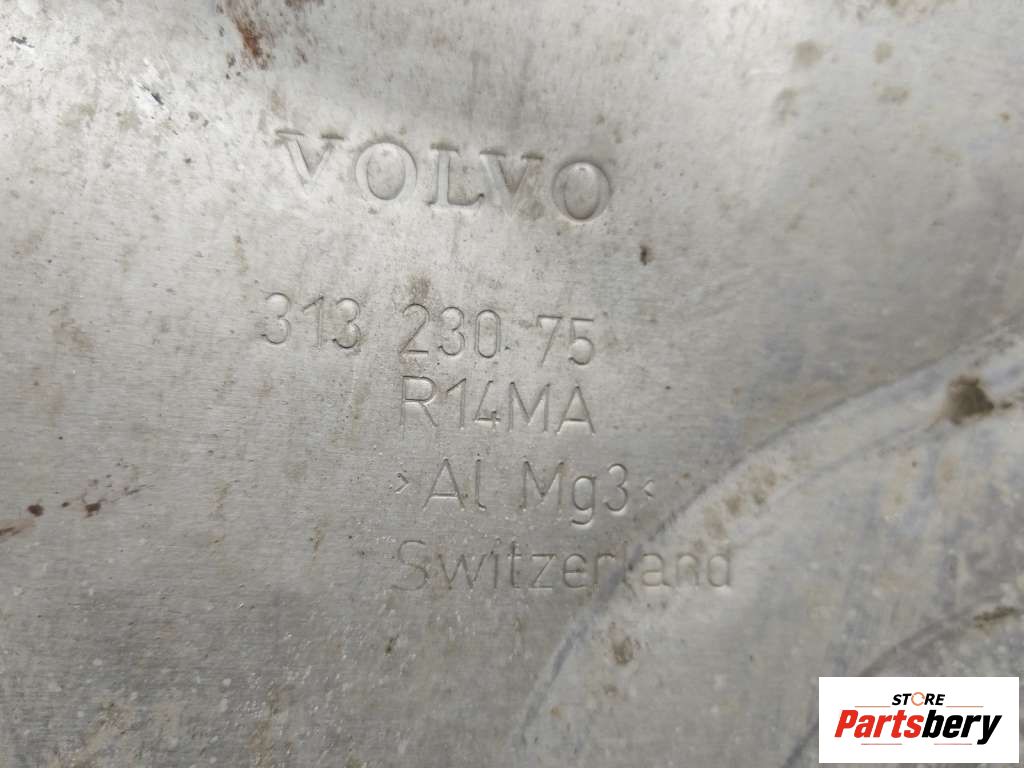 VOLVO
313 230 75
R14MA
>Al Mg3<
Switzerland
STORE
Partsbery